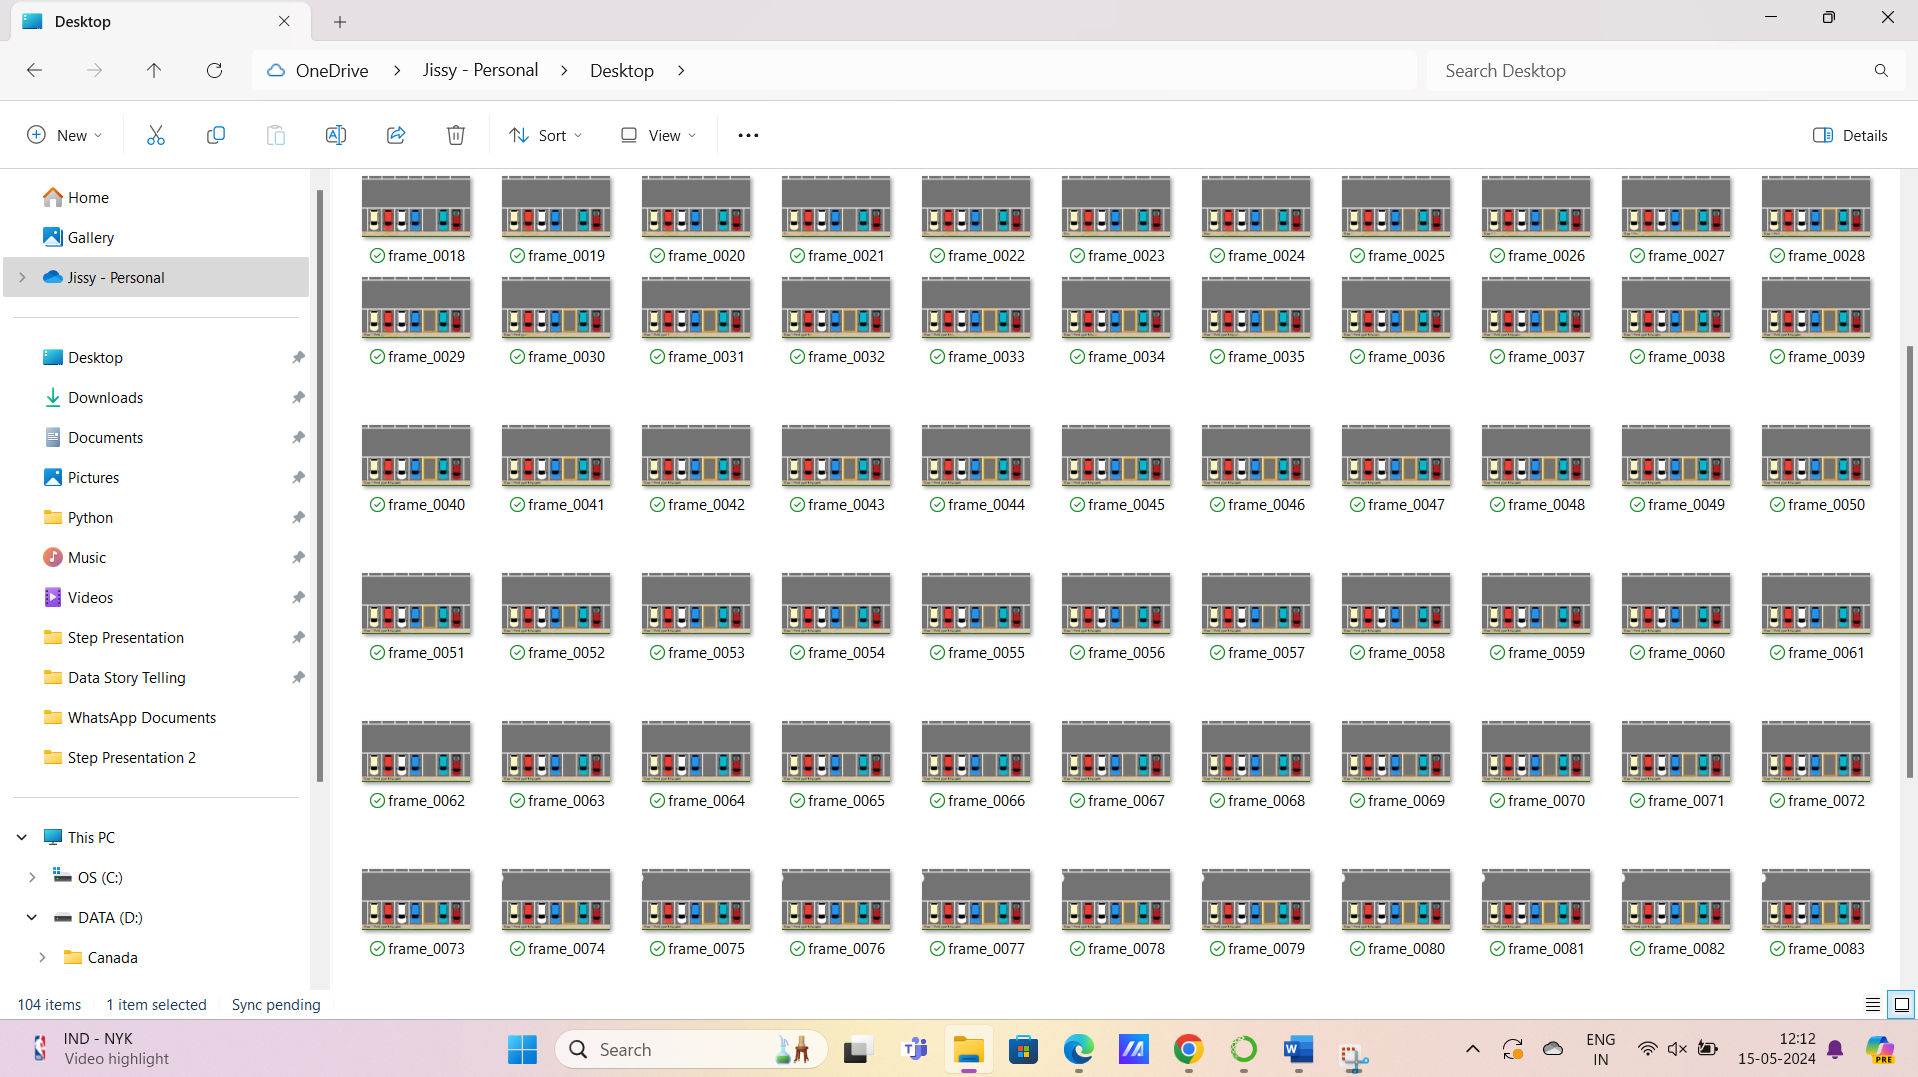 Desktop
OneDrive > Jissy - Personal > Desktop >
Search Desktop
New
Sort
View
Details
Home
Gallery
Jissy - Personal
Desktop
Downloads
Documents
Pictures
Python
Music
Videos
Step Presentation
Data Story Telling
WhatsApp Documents
Step Presentation 2
This PC
OS (C:)
DATA (D:)
Canada
frame_0018 frame_0019 frame_0020 frame_0021 frame_0022 frame_0023 frame_0024 frame_0025 frame_0026 frame_0027 frame_0028
frame_0029 frame_0030 frame_0031 frame_0032 frame_0033 frame_0034 frame_0035 frame_0036 frame_0037 frame_0038 frame_0039
frame_0040 frame_0041 frame_0042 frame_0043 frame_0044 frame_0045 frame_0046 frame_0047 frame_0048 frame_0049 frame_0050
frame_0051 frame_0052 frame_0053 frame_0054 frame_0055 frame_0056 frame_0057 frame_0058 frame_0059 frame_0060 frame_0061
frame_0062 frame_0063 frame_0064 frame_0065 frame_0066 frame_0067 frame_0068 frame_0069 frame_0070 frame_0071 frame_0072
frame_0073 frame_0074 frame_0075 frame_0076 frame_0077 frame_0078 frame_0079 frame_0080 frame_0081 frame_0082 frame_0083
104 items 1 item selected Sync pending
IND - NYK
Video highlight
Search
ENG
IN
12:12
15-05-2024
PRE